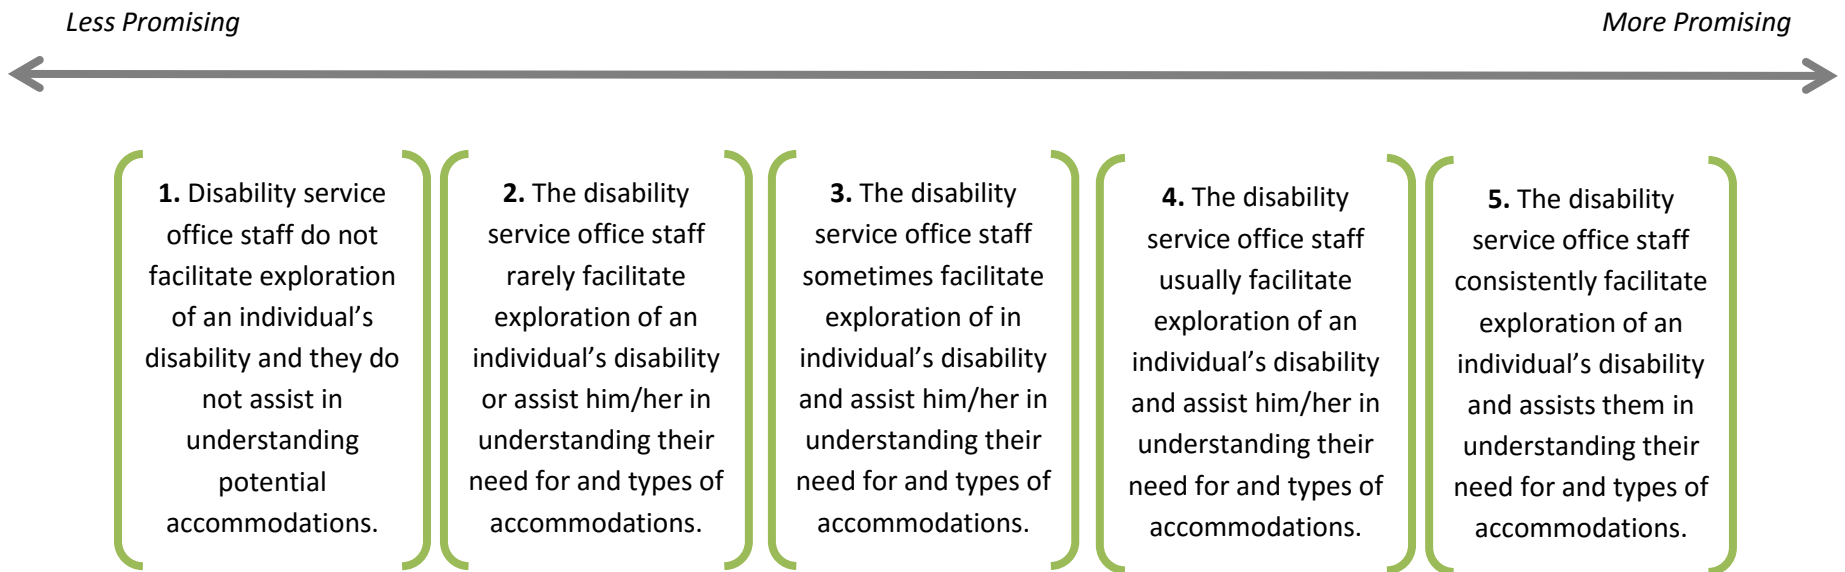 Less Promising
More Promising
1. Disability service
office staff do not
facilitate exploration
of an individual’s
disability and they do
not assist in
understanding
potential
accommodations.
2. The disability
service office staff
rarely facilitate
exploration of an
individual’s disability
or assist him/her in
understanding their
need for and types of
accommodations.
3. The disability
service office staff
sometimes facilitate
exploration of in
individual’s disability
and assist him/her in
understanding their
need for and types of
accommodations.
4. The disability
service office staff
usually facilitate
exploration of an
individual’s disability
and assist him/her in
understanding their
need for and types of
accommodations.
5. The disability
service office staff
consistently facilitate
exploration of an
individual’s disability
and assists them in
understanding their
need for and types of
accommodations.